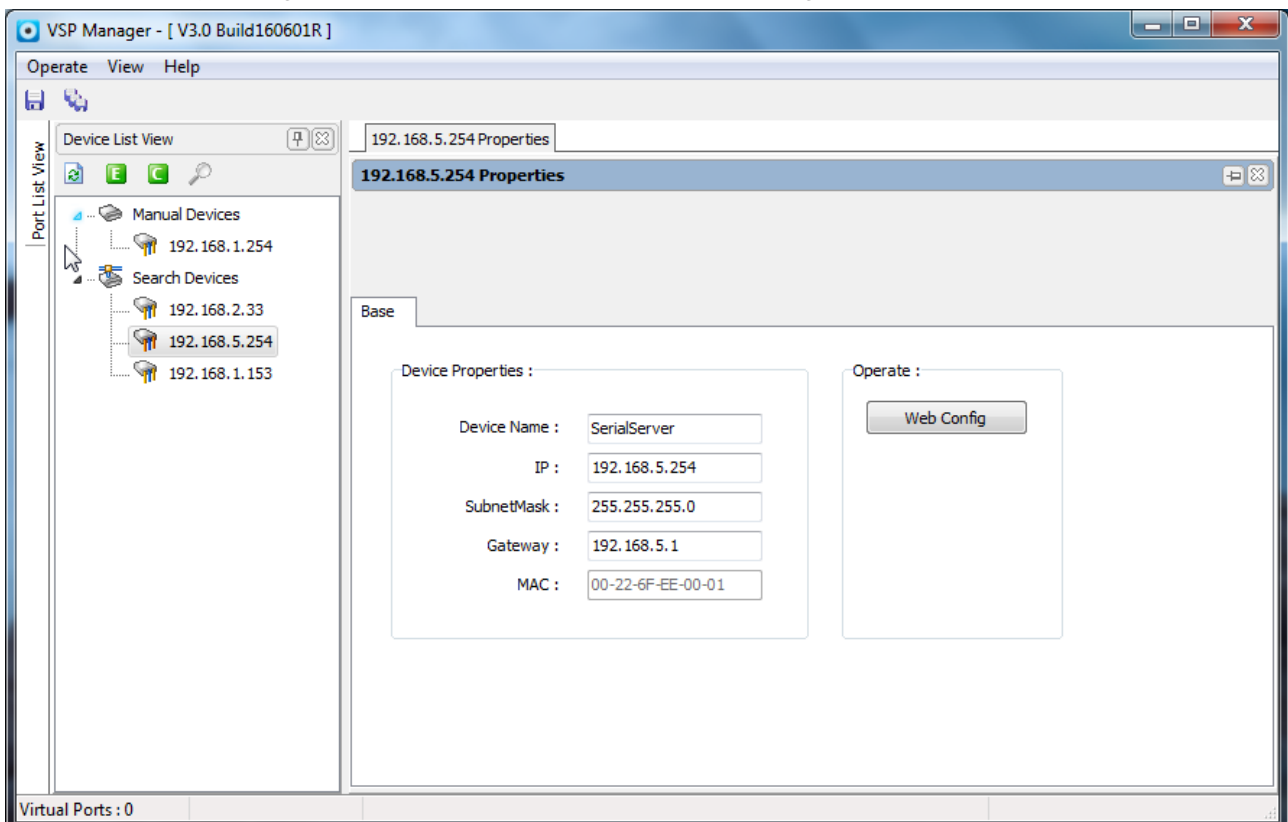 VSP Manager - [ V3.0 Build160601R ]
Operate View Help
Port List View
Device List View
E C
Manual Devices
192.168.1.254
Search Devices
192.168.2.33
192.168.5.254
192.168.1.153
192.168.5.254 Properties
192.168.5.254 Properties
Base
Device Properties :
Device Name : SerialServer
IP : 192.168.5.254
SubnetMask : 255.255.255.0
Gateway : 192.168.5.1
MAC : 00-22-6F-EE-00-01
Operate :
Web Config
Virtual Ports : 0